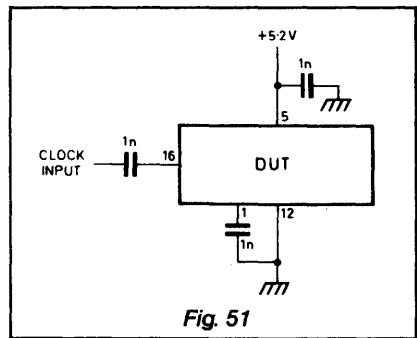 +5·2V
1n
5
1n
CLOCK
INPUT
16
DUT
1
12
1n
Fig. 51